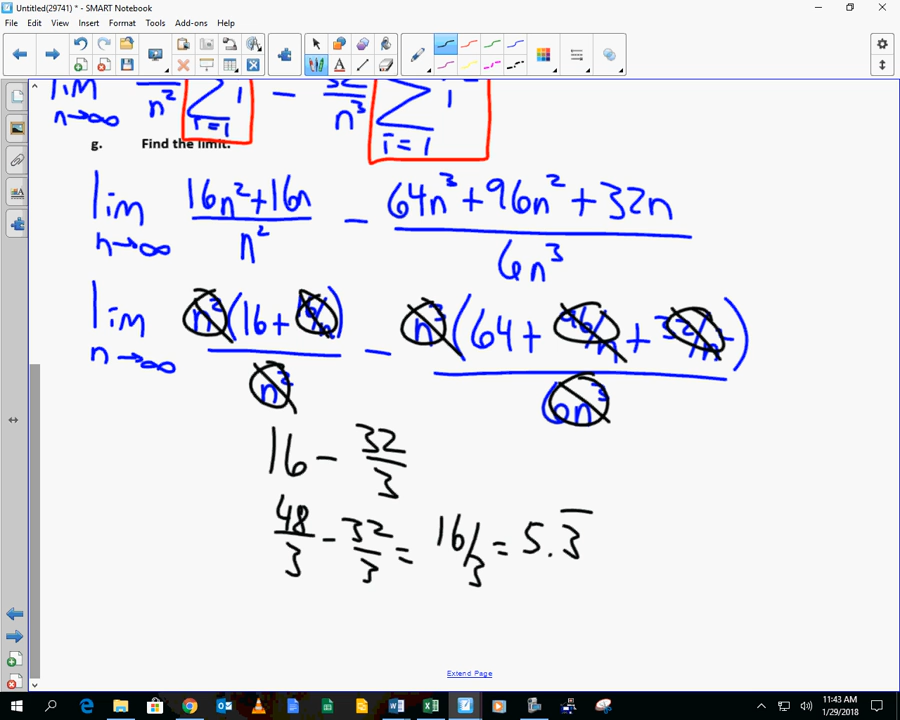 Untitled(29741) * - SMART Notebook
File Edit View Insert Format Tools Add-ons Help
lim n→∞ n² Σ i=1 i − 32/n³ Σ i=1 i
g. Find the limit.
lim n→∞ (16n²+16n)/n² − (64n³+96n²+32n)/6n³
lim n→∞ n²(16+16/n)/n² − n³(64+96/n+32/n²)/6n³
16 − 32/3
48/3 − 32/3 = 16/3 = 5.3̅
Extend Page
11:43 AM
1/29/2018